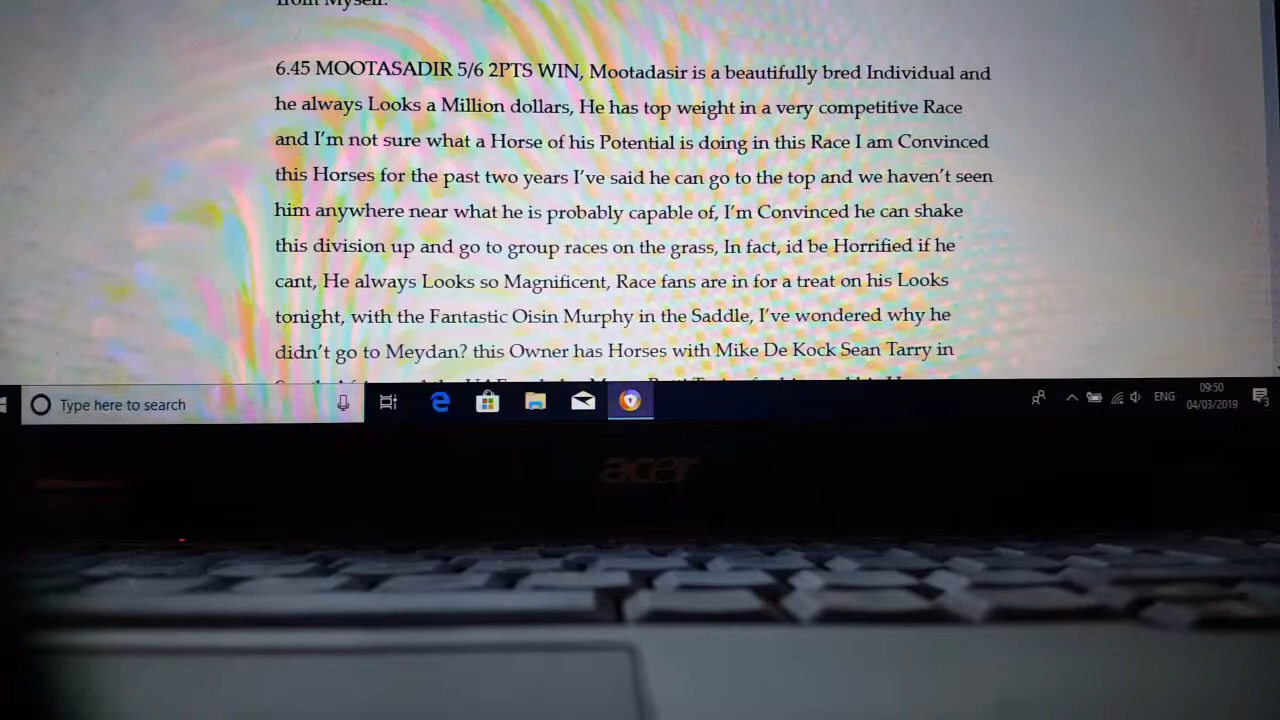 from Myself.
6.45 MOOTASADIR 5/6 2PTS WIN, Mootadasir is a beautifully bred Individual and
he always Looks a Million dollars, He has top weight in a very competitive Race
and I'm not sure what a Horse of his Potential is doing in this Race I am Convinced
this Horses for the past two years I've said he can go to the top and we haven't seen
him anywhere near what he is probably capable of, I'm Convinced he can shake
this division up and go to group races on the grass, In fact, id be Horrified if he
cant, He always Looks so Magnificent, Race fans are in for a treat on his Looks
tonight, with the Fantastic Oisin Murphy in the Saddle, I've wondered why he
didn't go to Meydan? this Owner has Horses with Mike De Kock Sean Tarry in
Type here to search
ENG
09:50
04/03/2019
3
acer